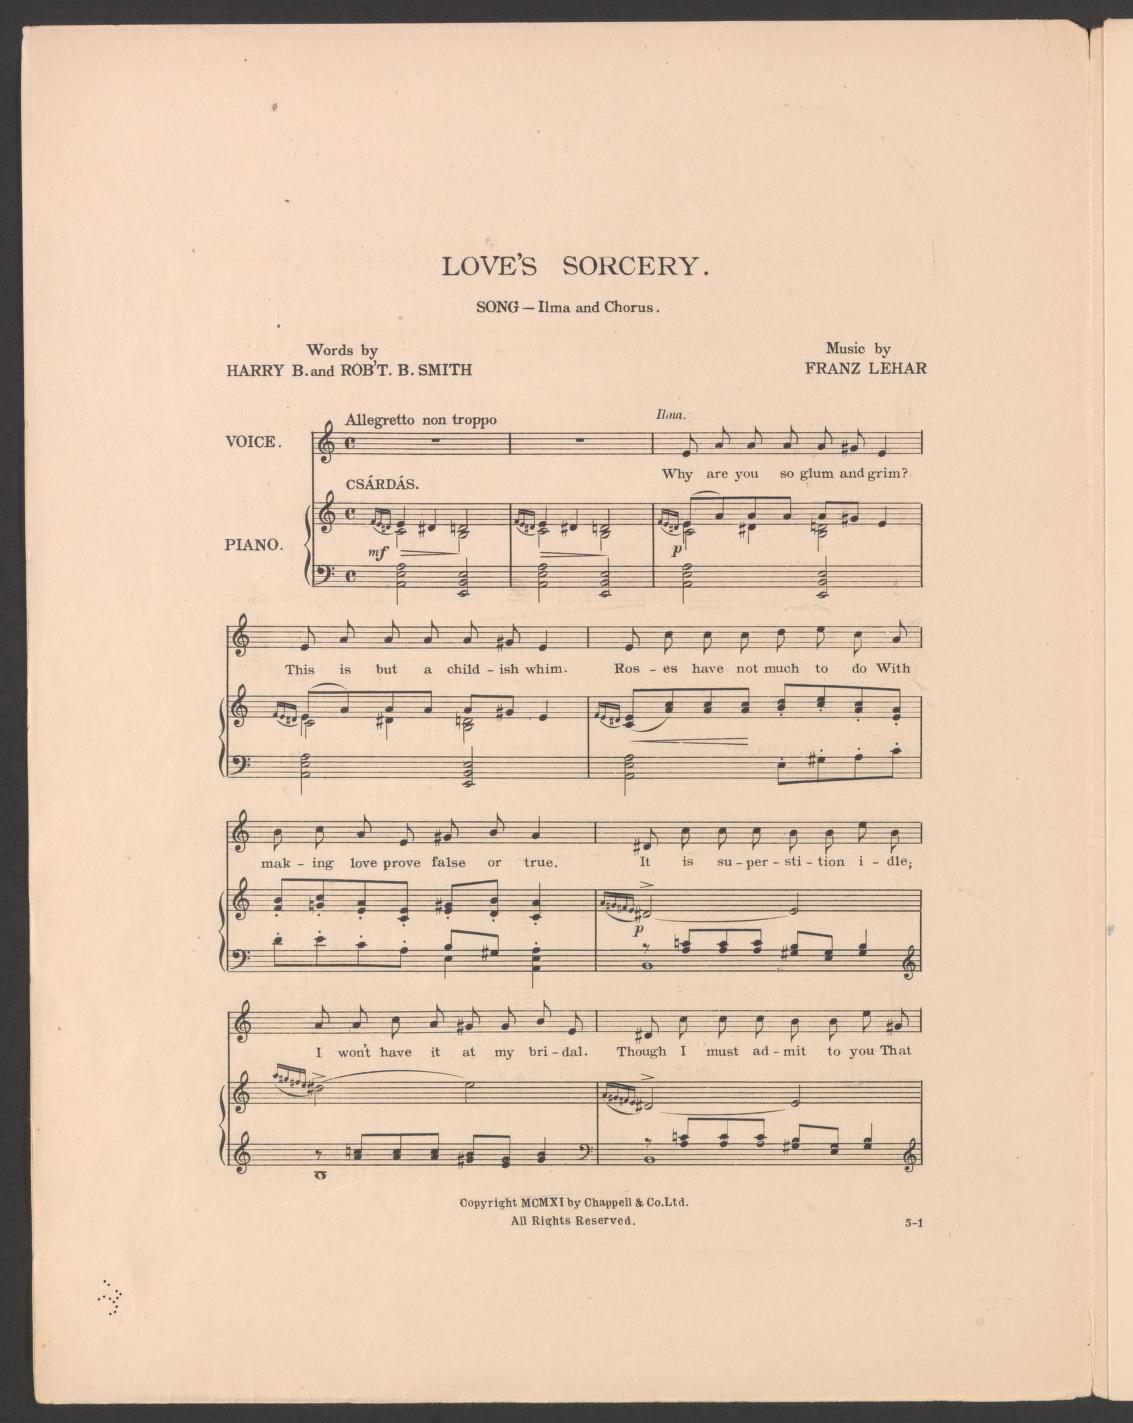 LOVE'S SORCERY.
SONG — Ilma and Chorus.
Words by
HARRY B. and ROB'T. B. SMITH
Music by
FRANZ LEHAR
Allegretto non troppo
Ilma.
VOICE.
Why are you so glum and grim?
CSÁRDÁS.
PIANO.
mf
p
This is but a child - ish whim. Ros - es have not much to do With
mak - ing love prove false or true. It is su - per - sti - tion i - dle;
p
I won't have it at my bri - dal. Though I must ad - mit to you That
Copyright MCMXI by Chappell & Co. Ltd.
All Rights Reserved.
5-1